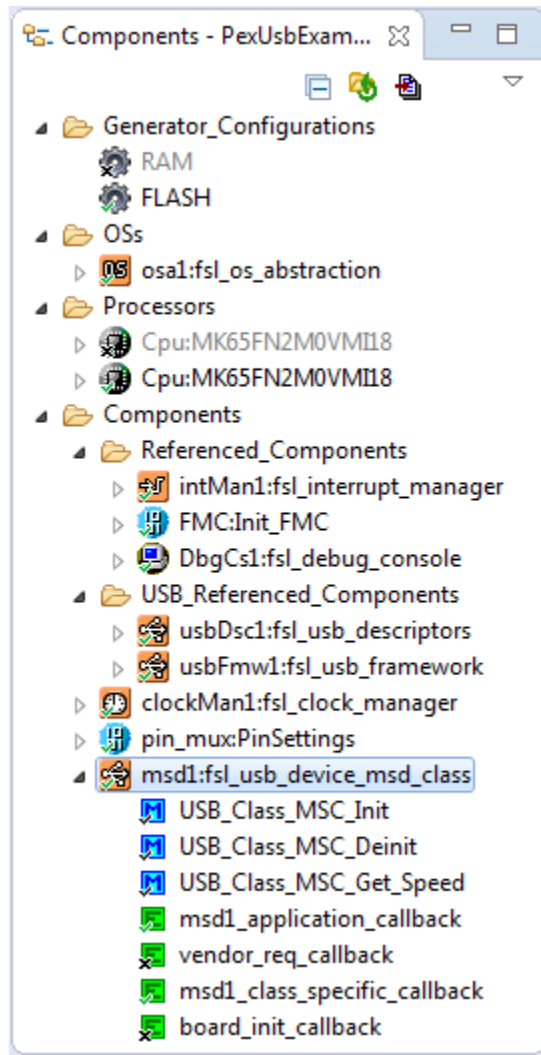 Components - PexUsbExam...
Generator_Configurations
RAM
FLASH
OSs
osa1:fsl_os_abstraction
Processors
Cpu:MK65FN2M0VMI18
Cpu:MK65FN2M0VMI18
Components
Referenced_Components
intMan1:fsl_interrupt_manager
FMC:Init_FMC
DbgCs1:fsl_debug_console
USB_Referenced_Components
usbDsc1:fsl_usb_descriptors
usbFmw1:fsl_usb_framework
clockMan1:fsl_clock_manager
pin_mux:PinSettings
msd1:fsl_usb_device_msd_class
USB_Class_MSC_Init
USB_Class_MSC_Deinit
USB_Class_MSC_Get_Speed
msd1_application_callback
vendor_req_callback
msd1_class_specific_callback
board_init_callback